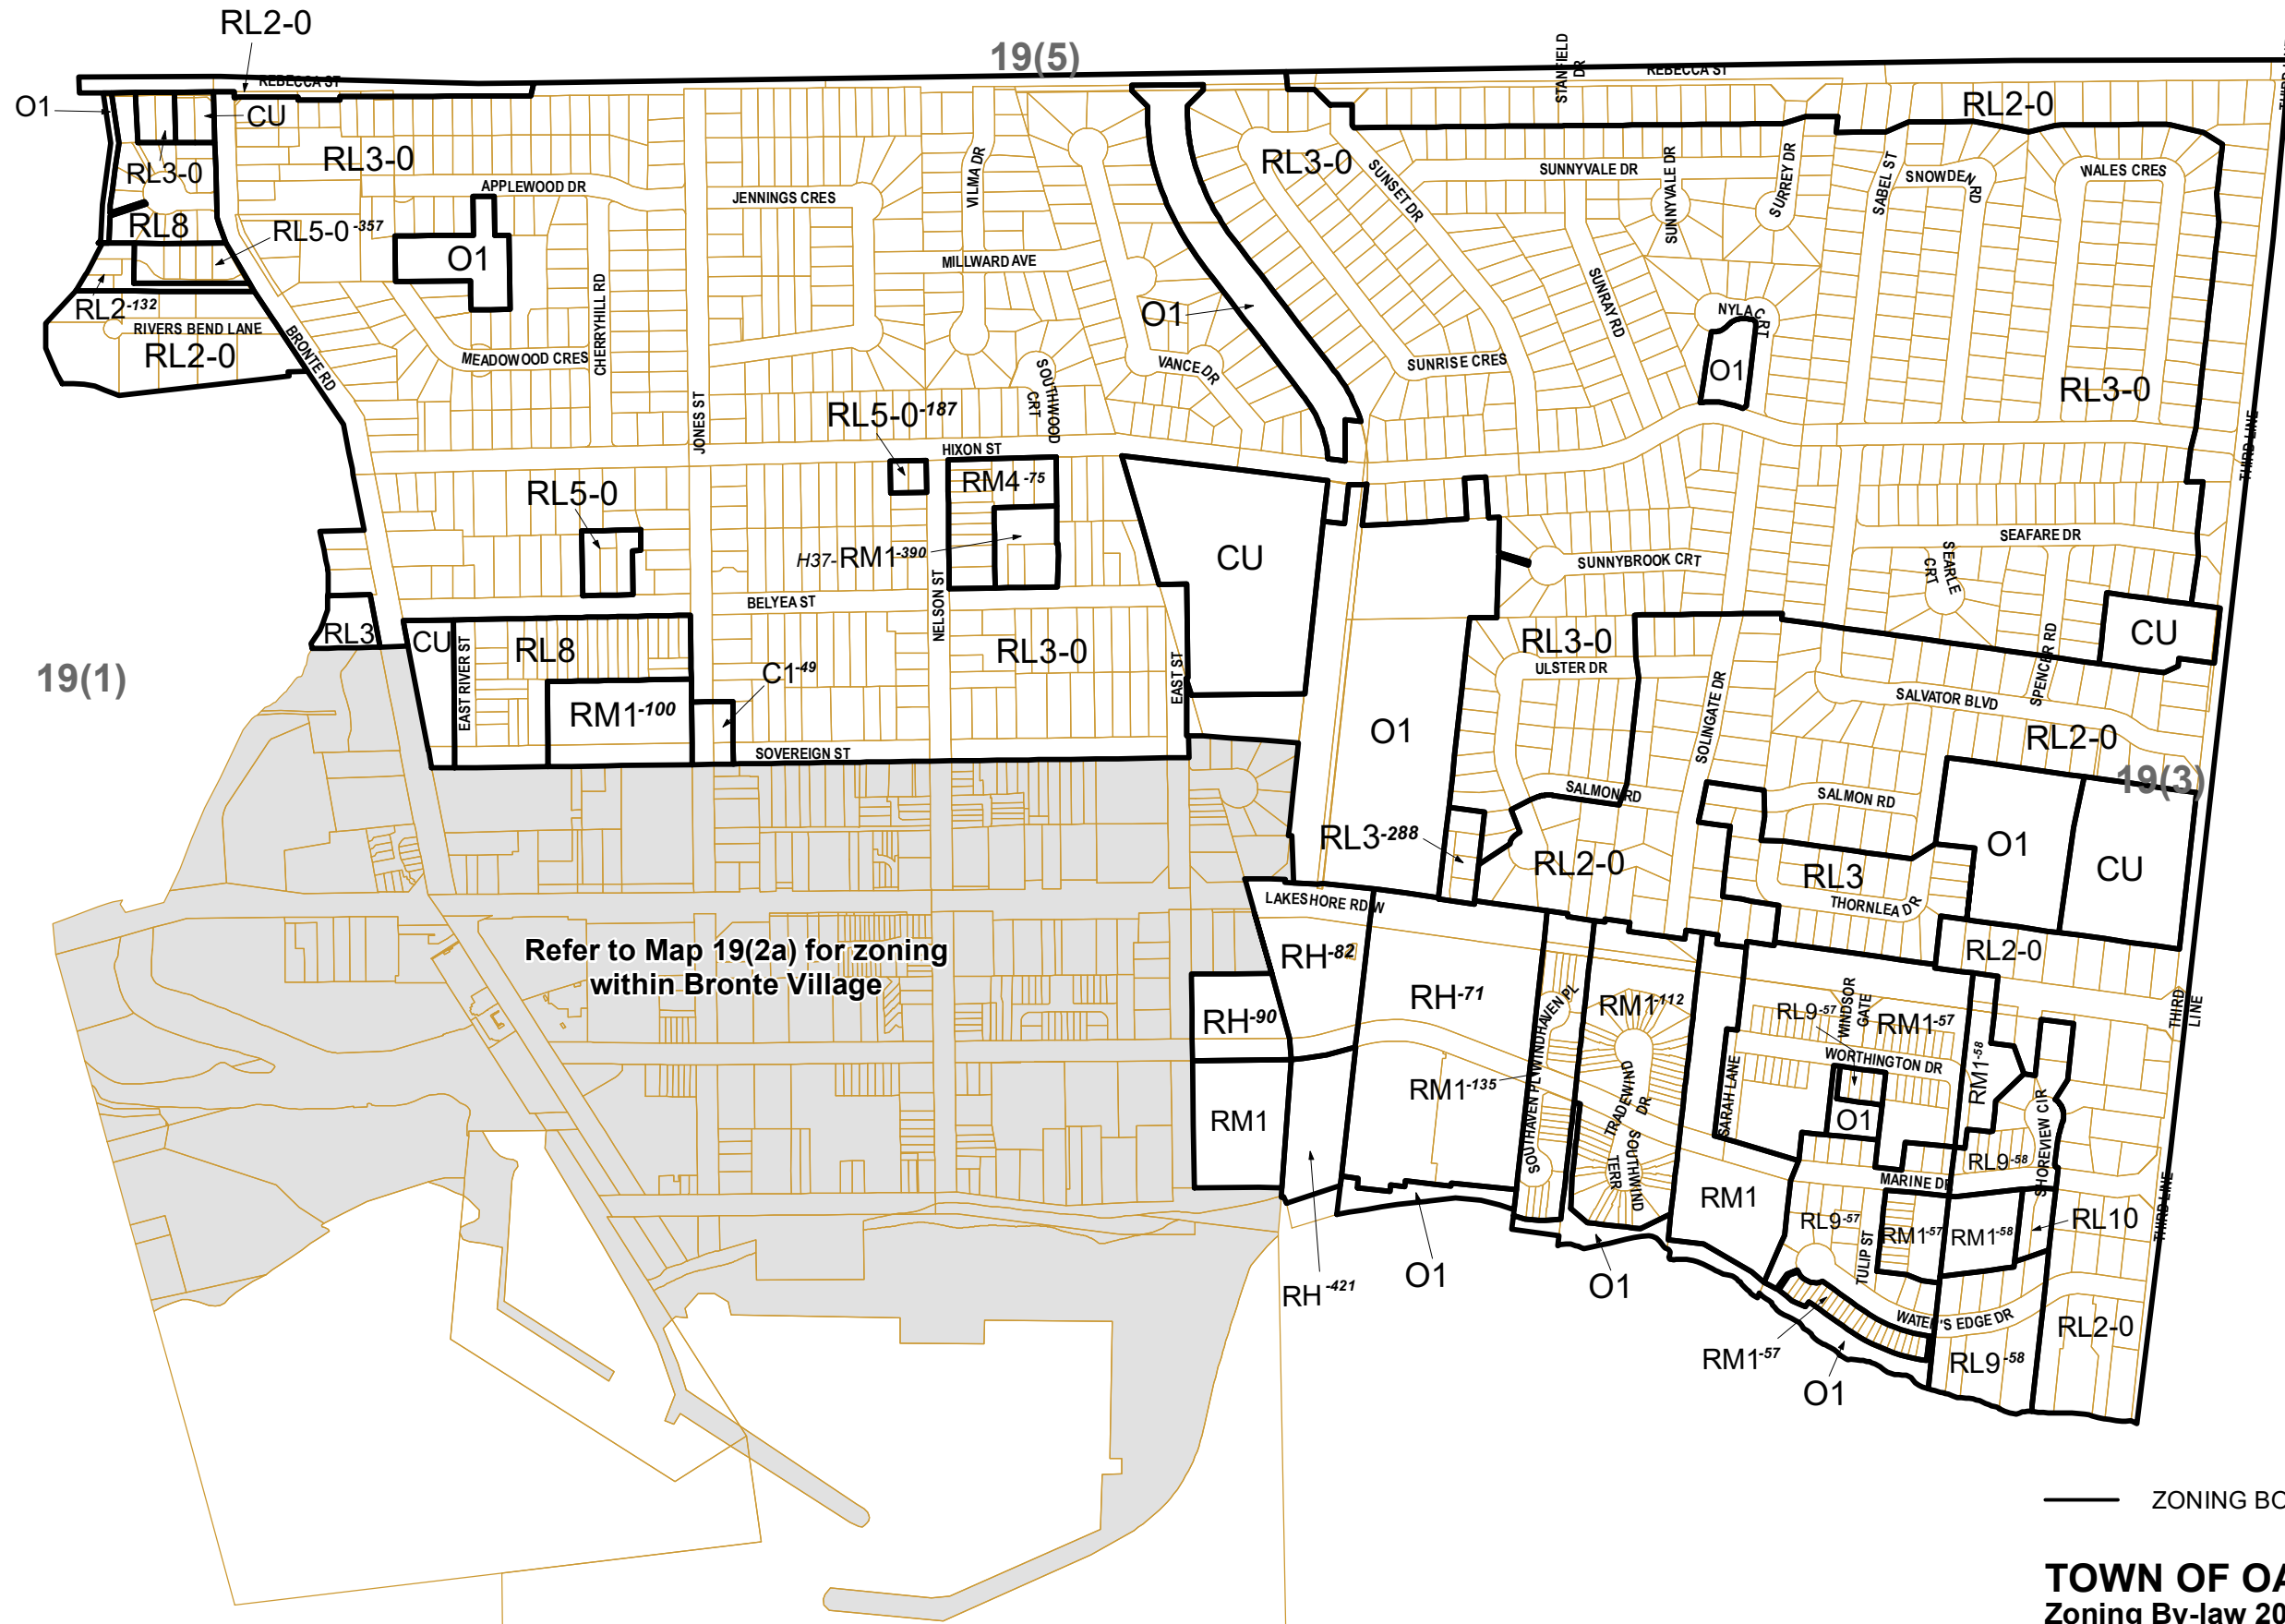 RL2-0
19(5)
STANFIELD DR
REBECCA ST
REBECCA ST
O1
CU
RL2-0
RL3-0
RL3-0
RL3-0
SUNSET DR
SUNNYVALE DR
SUNNYVALE DR
SURREY DR
SABEL ST
SNOWDEN RD
WALES CRES
VILMA DR
APPLEWOOD DR
JENNINGS CRES
RL8
RL5-0-357
O1
MILLWARD AVE
CHERRYHILL RD
RL2-132
RIVERS BEND LANE
RL2-0
BRONTE RD
MEADOWOOD CRES
O1
VANCE DR
SUNRISE CRES
SUNRAY RD
NYLA CRT
O1
RL3-0
SOUTHWOOD CRT
JONES ST
RL5-0-187
HIXON ST
THIRD LINE
RL5-0
RM4-75
H37-RM1-390
CU
SUNNYBROOK CRT
SEAFARE DR
SEARLE CRT
NELSON ST
BELYEA ST
RL3
CU
EAST RIVER ST
RL8
RL3-0
RL3-0
ULSTER DR
CU
SPENCER RD
19(1)
C1-49
EAST ST
RM1-100
SOVEREIGN ST
O1
SOLINGATE DR
SALVATOR BLVD
RL2-0
19(3)
SALMON RD
SALMON RD
RL3-288
RL2-0
RL3
THORNLEA DR
O1
CU
LAKESHORE RD W
Refer to Map 19(2a) for zoning
within Bronte Village
RH-82
RL2-0
RH-90
RH-71
WINDHAVEN PL
RM1-112
RL9-57
WINDSOR GATE
RM1-57
THIRD LINE
WORTHINGTON DR
RM1-58
RM1-135
SOUTHAVEN PL
TRADEWIND DR
SARAH LANE
RM1
O1
SHOREVIEW CIR
SOUTHWIND TERR
RL9-58
MARINE DR
THIRD LINE
RM1
RL9-57
TULIP ST
RM1-57
RM1-58
RL10
RH-421
O1
O1
WATER'S EDGE DR
RL2-0
RM1-57
O1
RL9-58
ZONING BO
TOWN OF OA
Zoning By-law 20